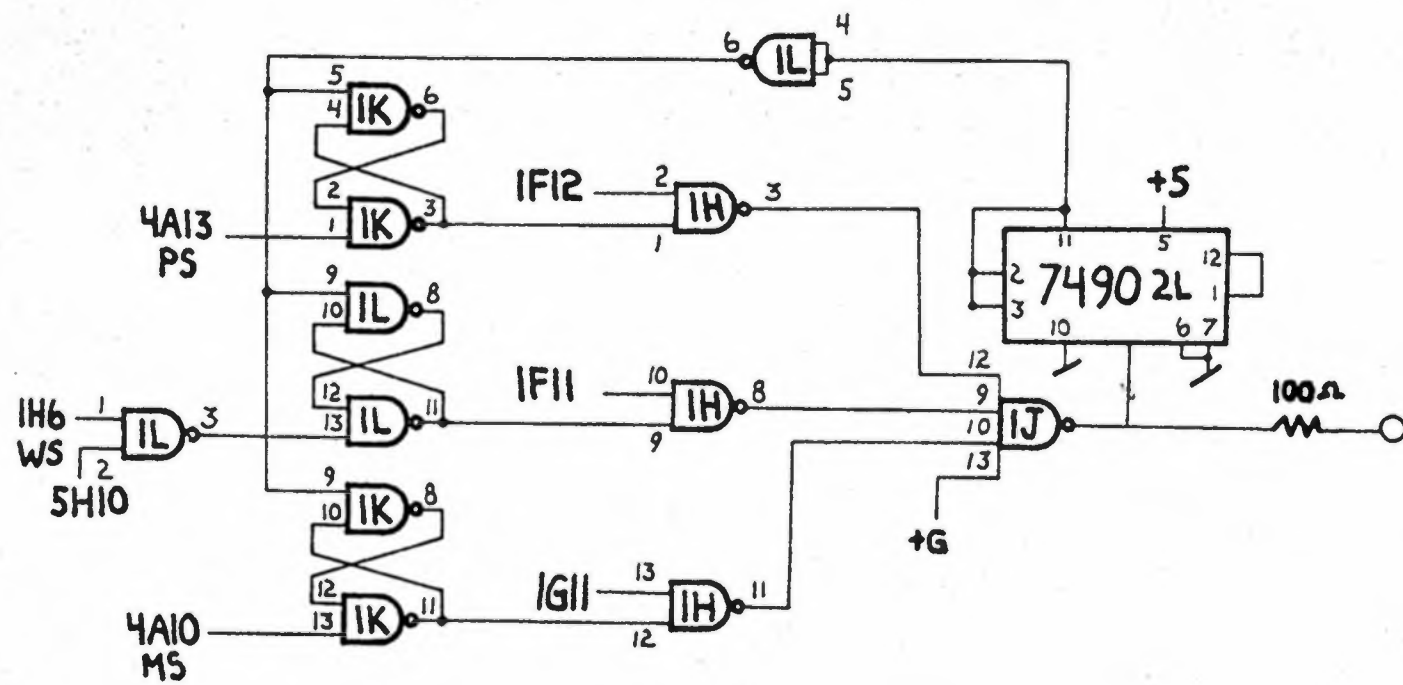 6 IL 4
5
5 IK 6
4
IF12 2 IH 3
+5
2 IK 3
1 1
4A13
PS
11 5 12
2 7490 2L 1
3
10 6 7
9 IL 8
10
12
IF11 10 IH 8 9 100Ω
1H6 1 IL 3 12 IL 11 10 IJ
WS 13 9
2 13
5H10
9 IK 8
10
+G
IG11 13 IH 11
12 IK 11
4A10 13 12
MS